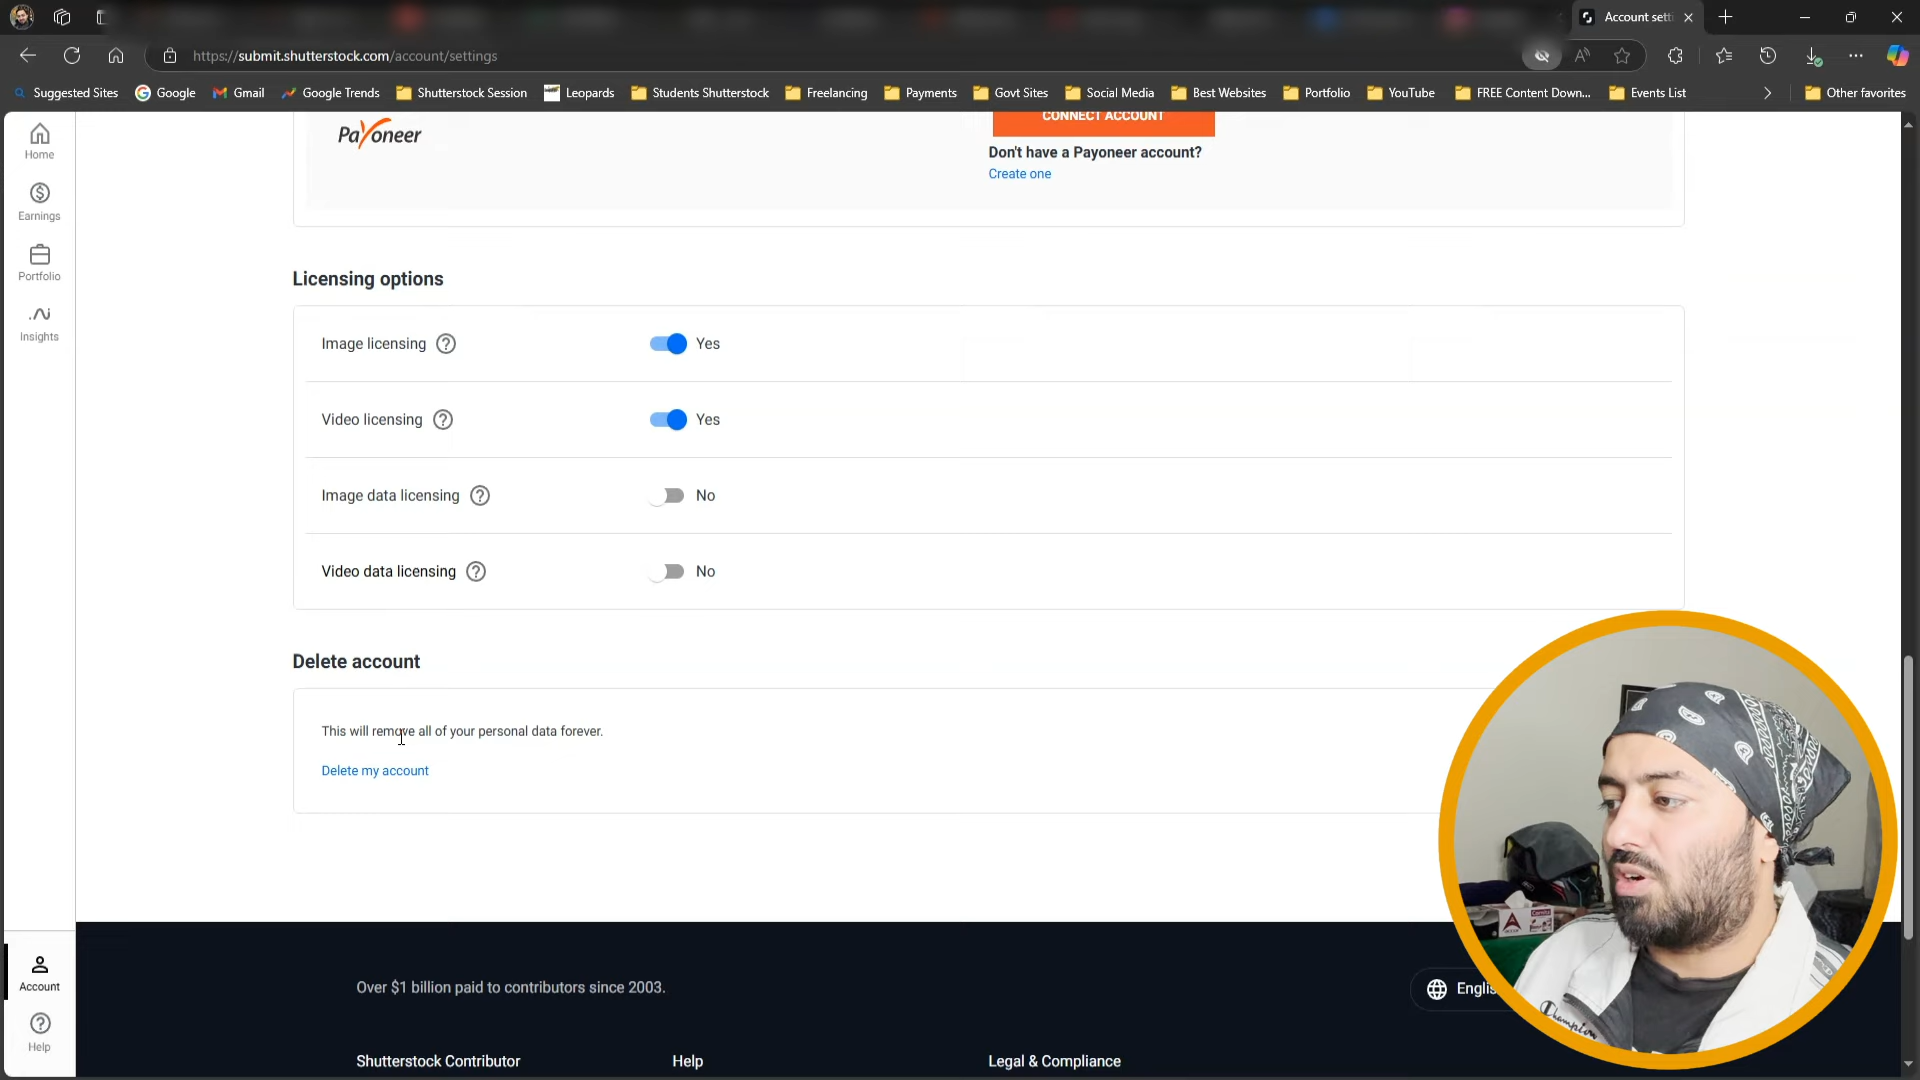 Account setti
https://submit.shutterstock.com/account/settings
Suggested Sites
Google
Gmail
Google Trends
Shutterstock Session
Leopards
Students Shutterstock
Freelancing
Payments
Govt Sites
Social Media
Best Websites
Portfolio
YouTube
FREE Content Down...
Events List
Other favorites
Home
Earnings
Portfolio
Insights
Account
Help
Payoneer
CONNECT ACCOUNT
Don't have a Payoneer account?
Create one
Licensing options
Image licensing ? Yes
Video licensing ? Yes
Image data licensing ? No
Video data licensing ? No
Delete account
This will remove all of your personal data forever.
Delete my account
Over $1 billion paid to contributors since 2003.
Englis
Shutterstock Contributor
Help
Legal & Compliance
Champion